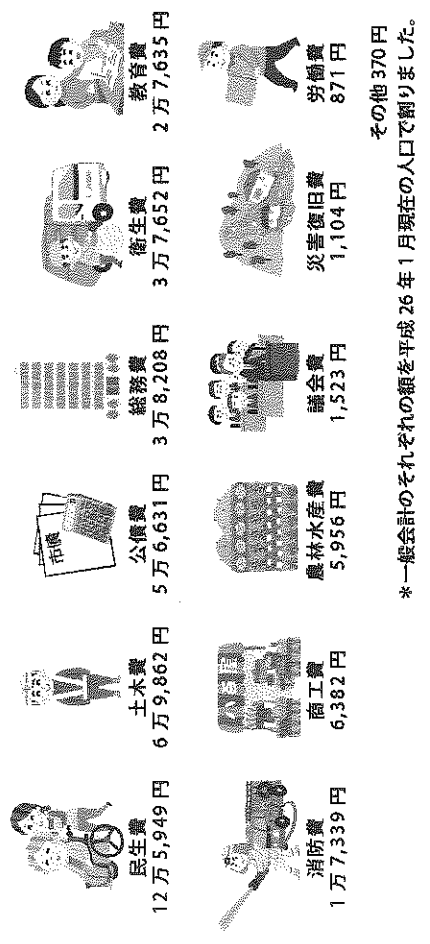 民生費
12万5,949円
土木費
6万9,862円
市債
公債費
5万6,631円
総務費
3万8,208円
衛生費
3万7,652円
教育費
2万7,635円
消防費
1万7,339円
商工費
6,382円
農林水産費
5,956円
議会費
1,523円
災害復旧費
1,104円
労働費
871円
その他370円
*一般会計のそれぞれの額を平成26年1月現在の人口で割りました。